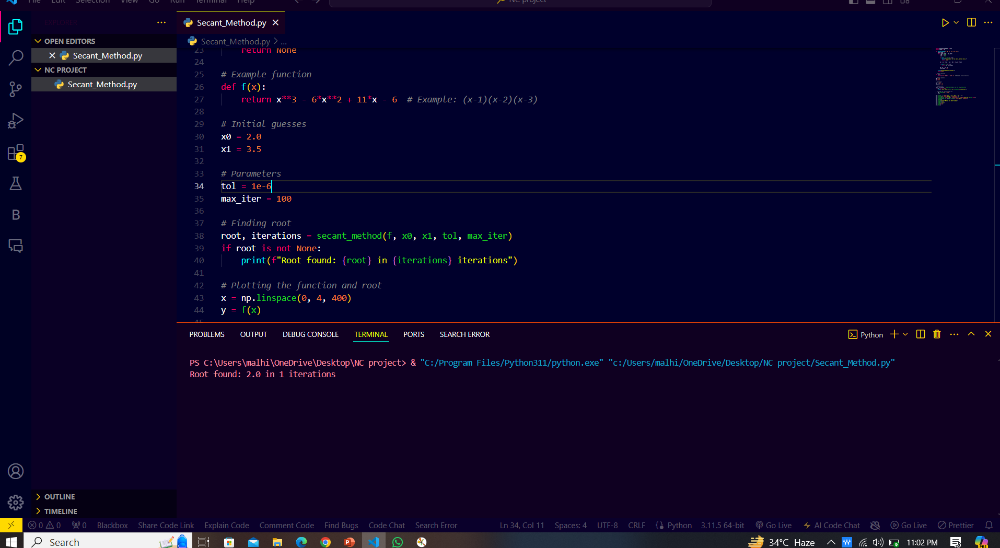 File Edit Selection View Go Run Terminal Help
NC project
EXPLORER
Secant_Method.py
OPEN EDITORS
Secant_Method.py
NC PROJECT
Secant_Method.py
7
B
Secant_Method.py > ...
23 return None
24
25 # Example function
26 def f(x):
27 return x**3 - 6*x**2 + 11*x - 6 # Example: (x-1)(x-2)(x-3)
28
29 # Initial guesses
30 x0 = 2.0
31 x1 = 3.5
32
33 # Parameters
34 tol = 1e-6
35 max_iter = 100
36
37 # Finding root
38 root, iterations = secant_method(f, x0, x1, tol, max_iter)
39 if root is not None:
40 print(f"Root found: {root} in {iterations} iterations")
41
42 # Plotting the function and root
43 x = np.linspace(0, 4, 400)
44 y = f(x)
45
PROBLEMS OUTPUT DEBUG CONSOLE TERMINAL PORTS SEARCH ERROR
Python
PS C:\Users\malhi\OneDrive\Desktop\NC project> & "C:/Program Files/Python311/python.exe" "c:/Users/malhi/OneDrive/Desktop/NC project/Secant_Method.py"
Root found: 2.0 in 1 iterations
OUTLINE
TIMELINE
0 0 0 Blackbox Share Code Link Explain Code Comment Code Find Bugs Code Chat Search Error Ln 34, Col 11 Spaces: 4 UTF-8 CRLF Python 3.11.5 64-bit Go Live AI Code Chat Go Live Prettier
Search 34°C Haze 11:02 PM PRE